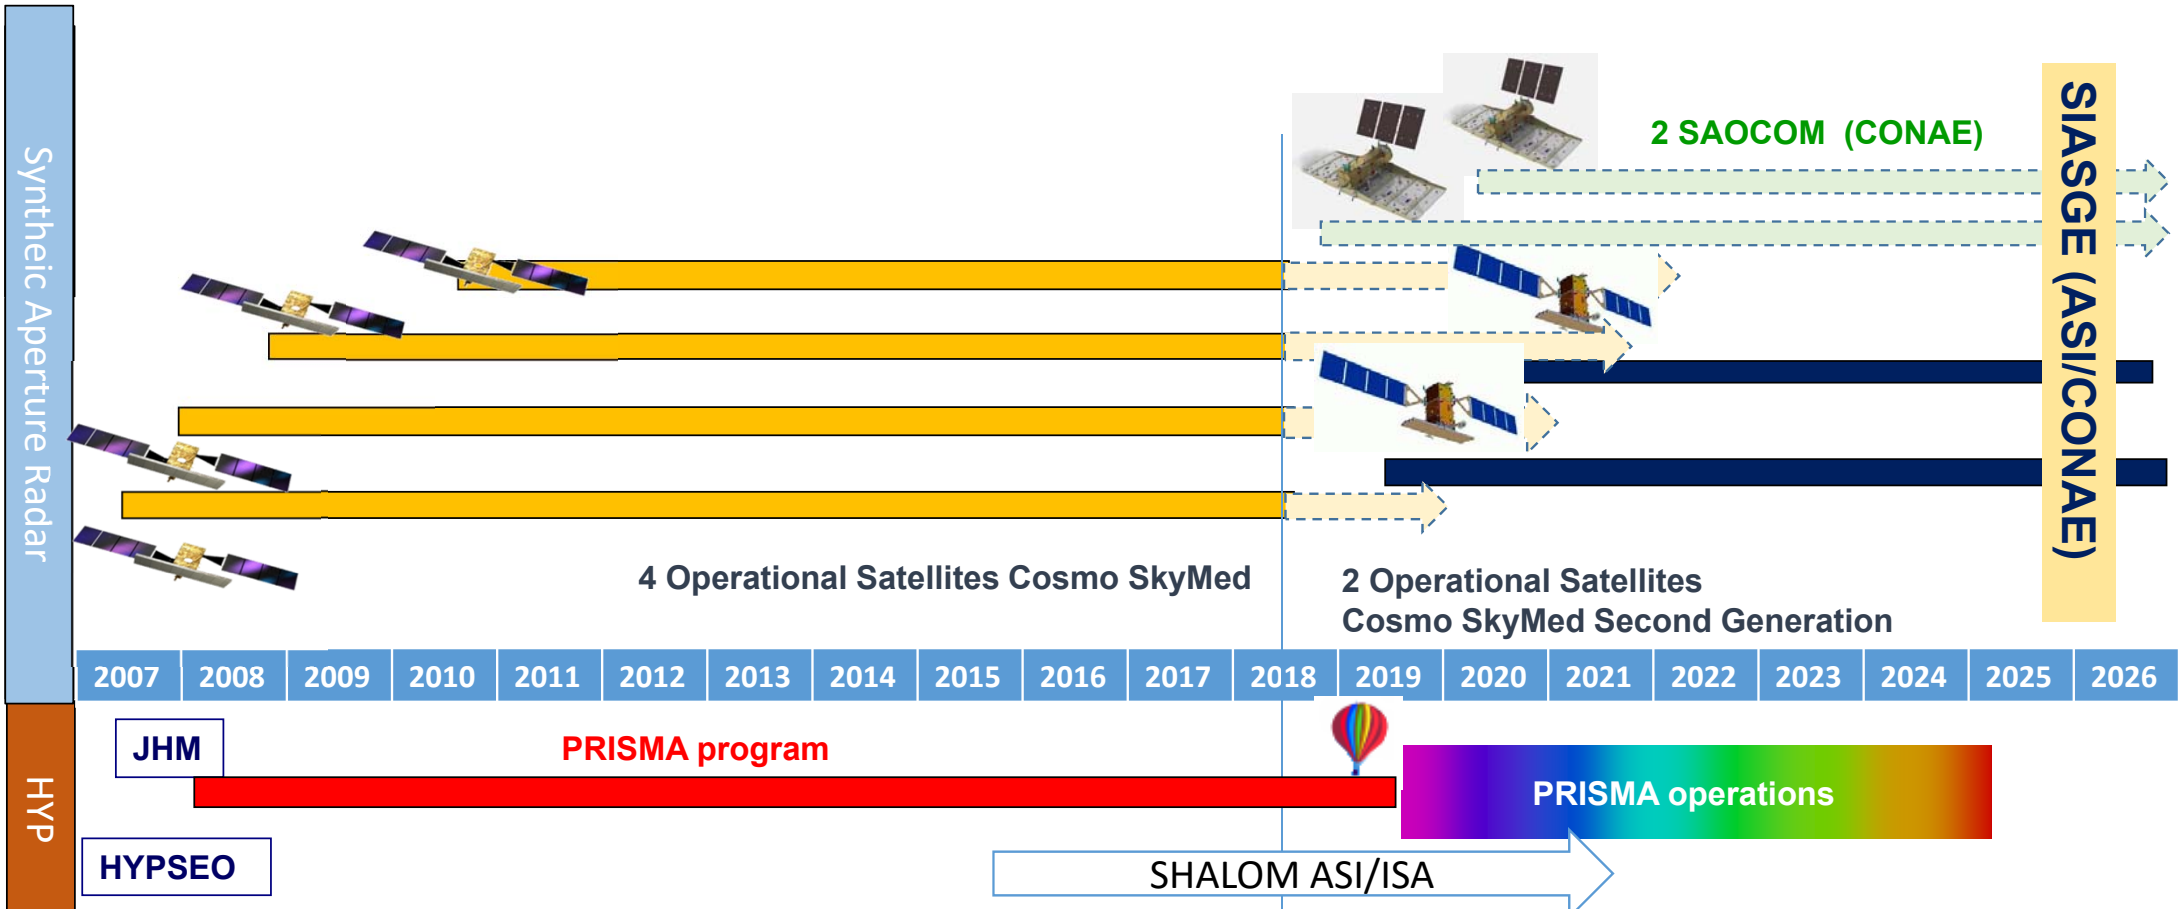 Syntheic Aperture Radar
SIASGE (ASI/CONAE)
2 SAOCOM (CONAE)
4 Operational Satellites Cosmo SkyMed
2 Operational Satellites
Cosmo SkyMed Second Generation
2007 2008 2009 2010 2011 2012 2013 2014 2015 2016 2017 2018 2019 2020 2021 2022 2023 2024 2025 2026
HYP
JHM
PRISMA program
PRISMA operations
HYPSEO
SHALOM ASI/ISA